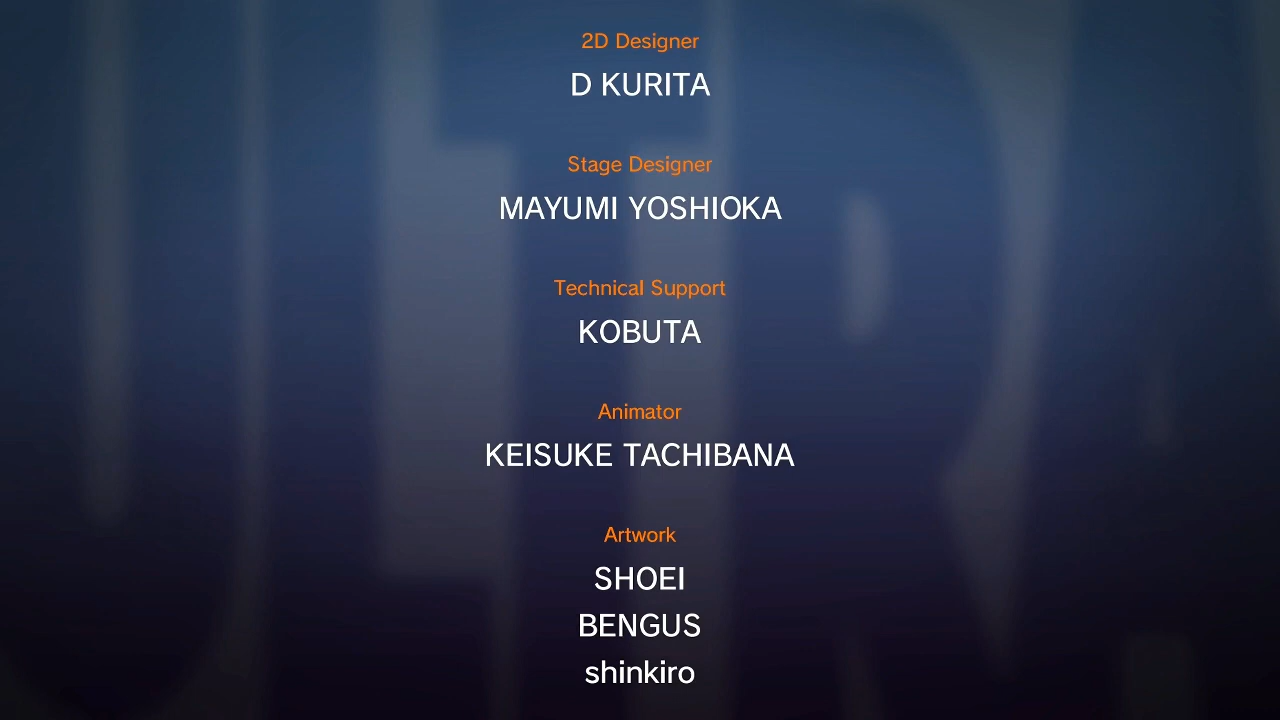 2D Designer
D KURITA
Stage Designer
MAYUMI YOSHIOKA
Technical Support
KOBUTA
Animator
KEISUKE TACHIBANA
Artwork
SHOEI
BENGUS
shinkiro